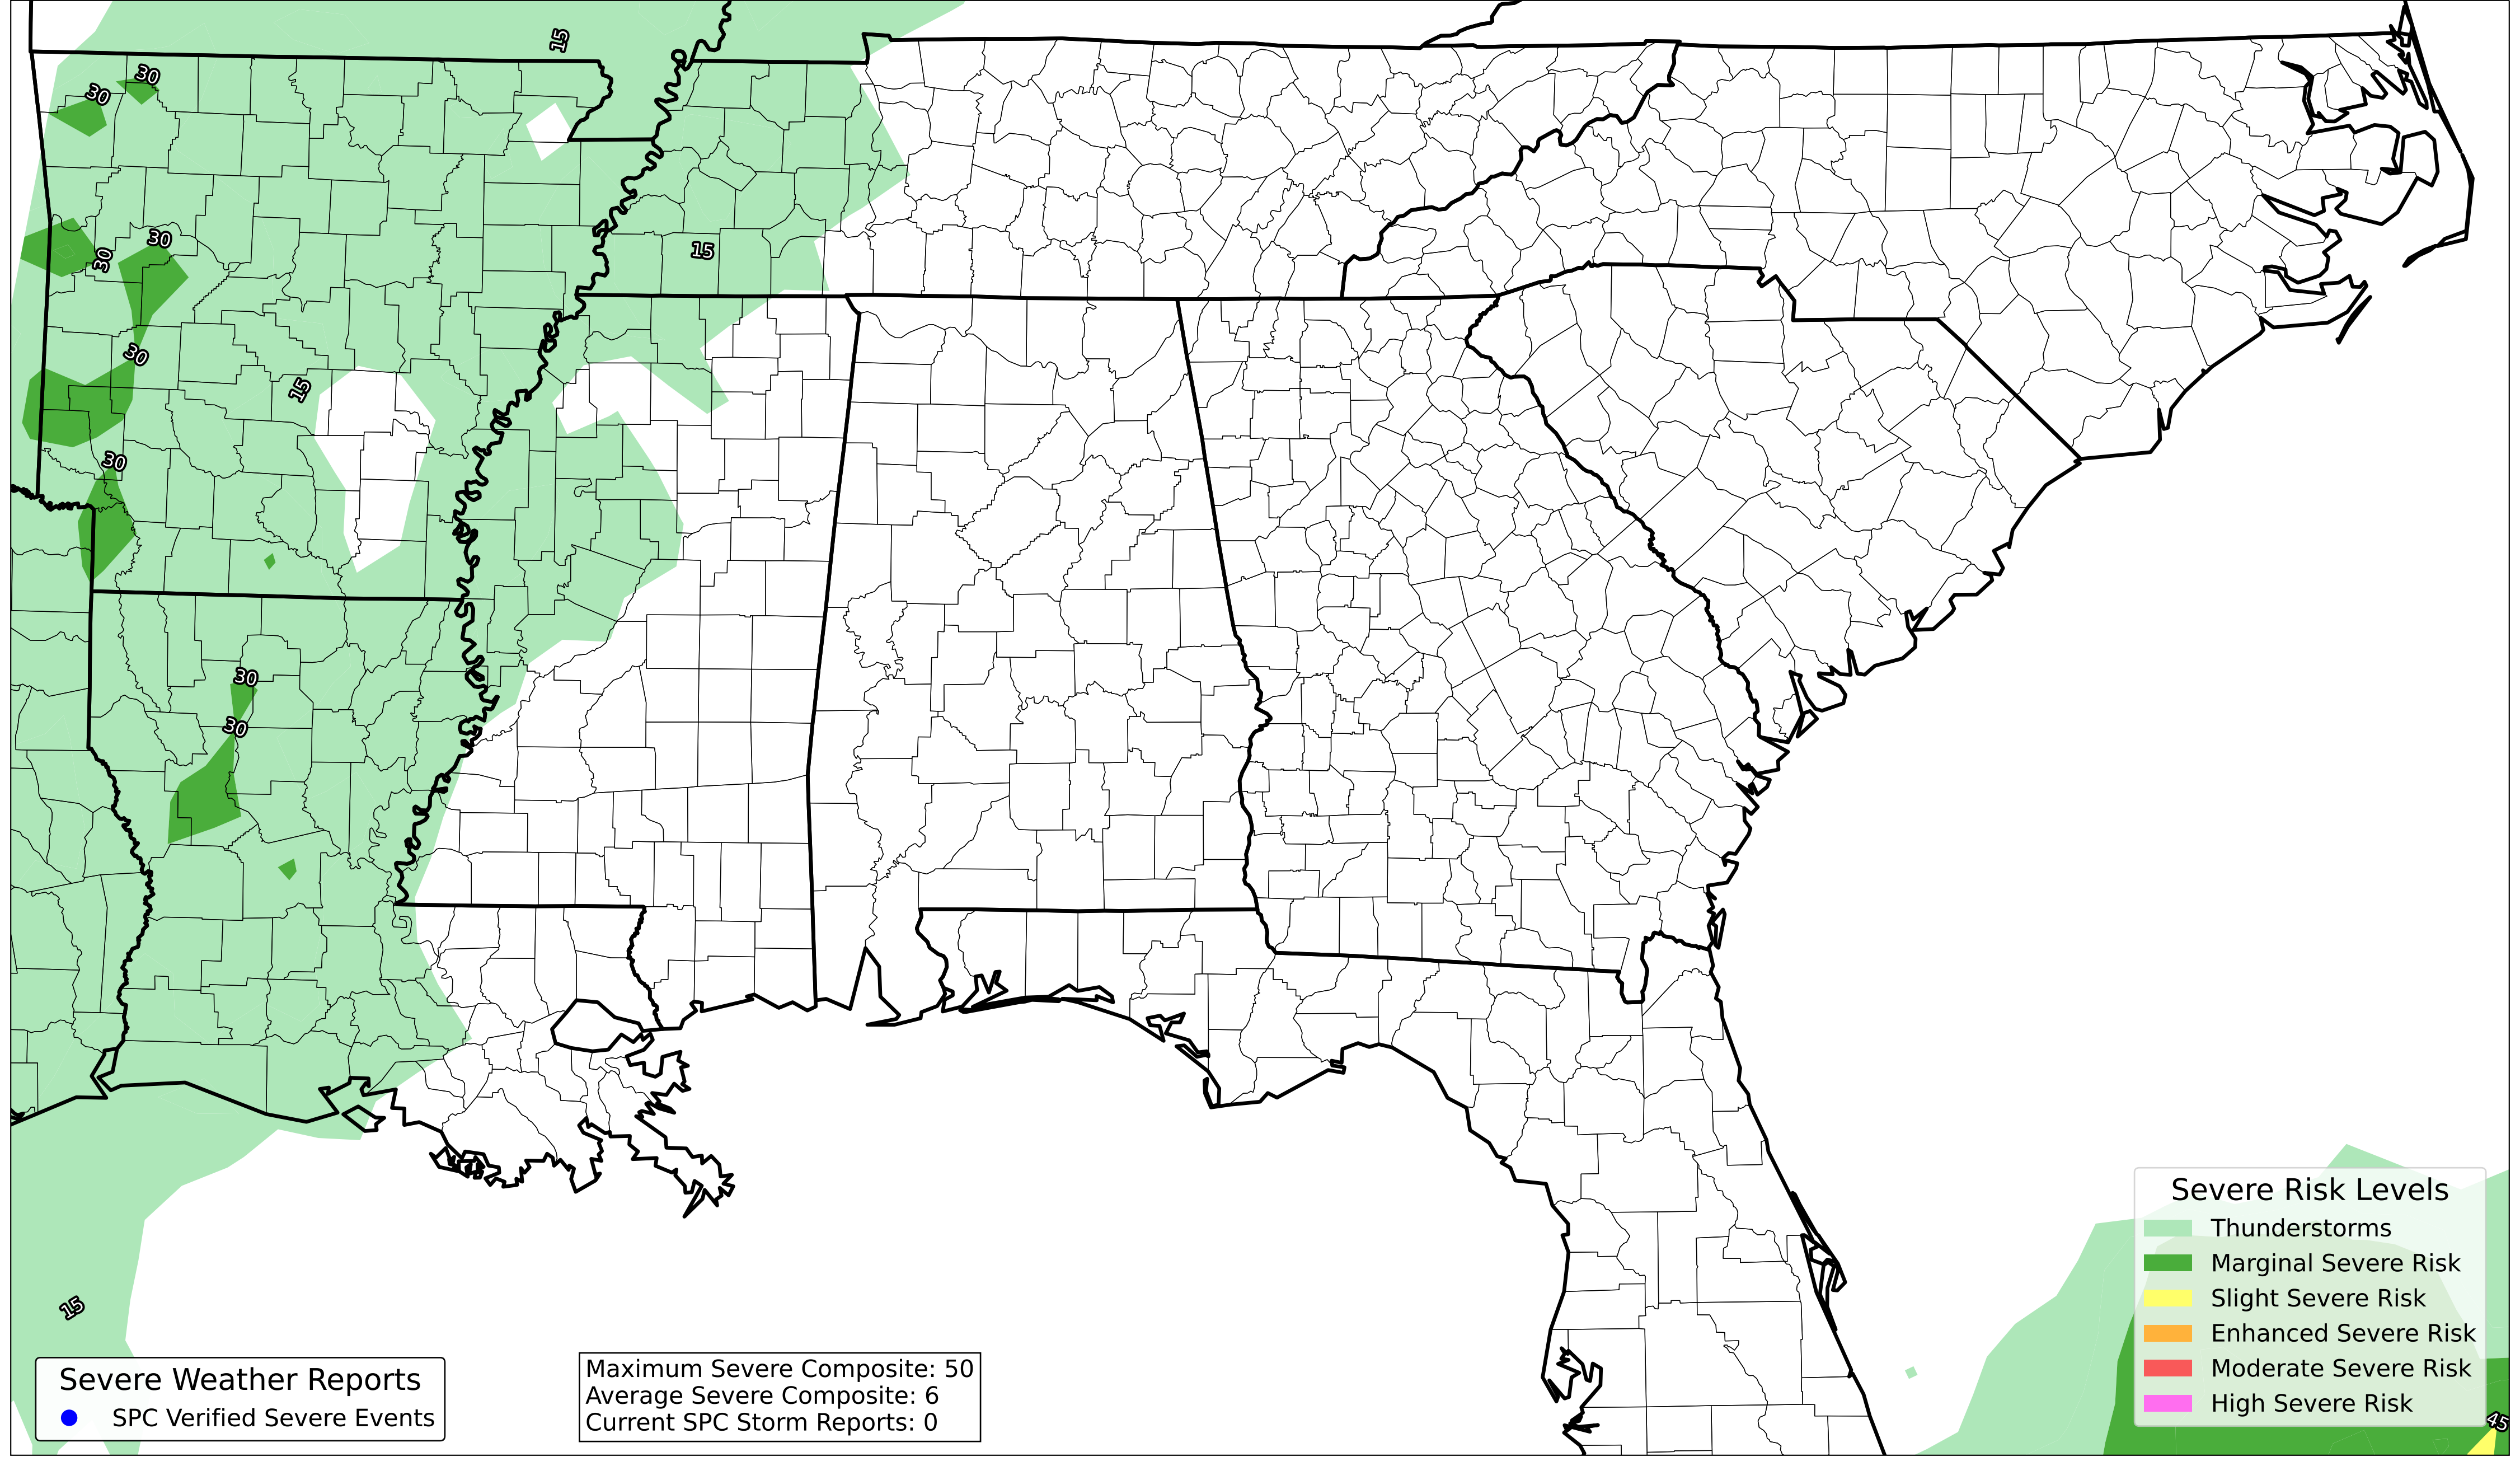 15
30
30
30
30
15
30
15
30
30
30
15
45
Severe Risk Levels
Thunderstorms
Marginal Severe Risk
Slight Severe Risk
Enhanced Severe Risk
Moderate Severe Risk
High Severe Risk
Severe Weather Reports
SPC Verified Severe Events
Maximum Severe Composite: 50
Average Severe Composite: 6
Current SPC Storm Reports: 0